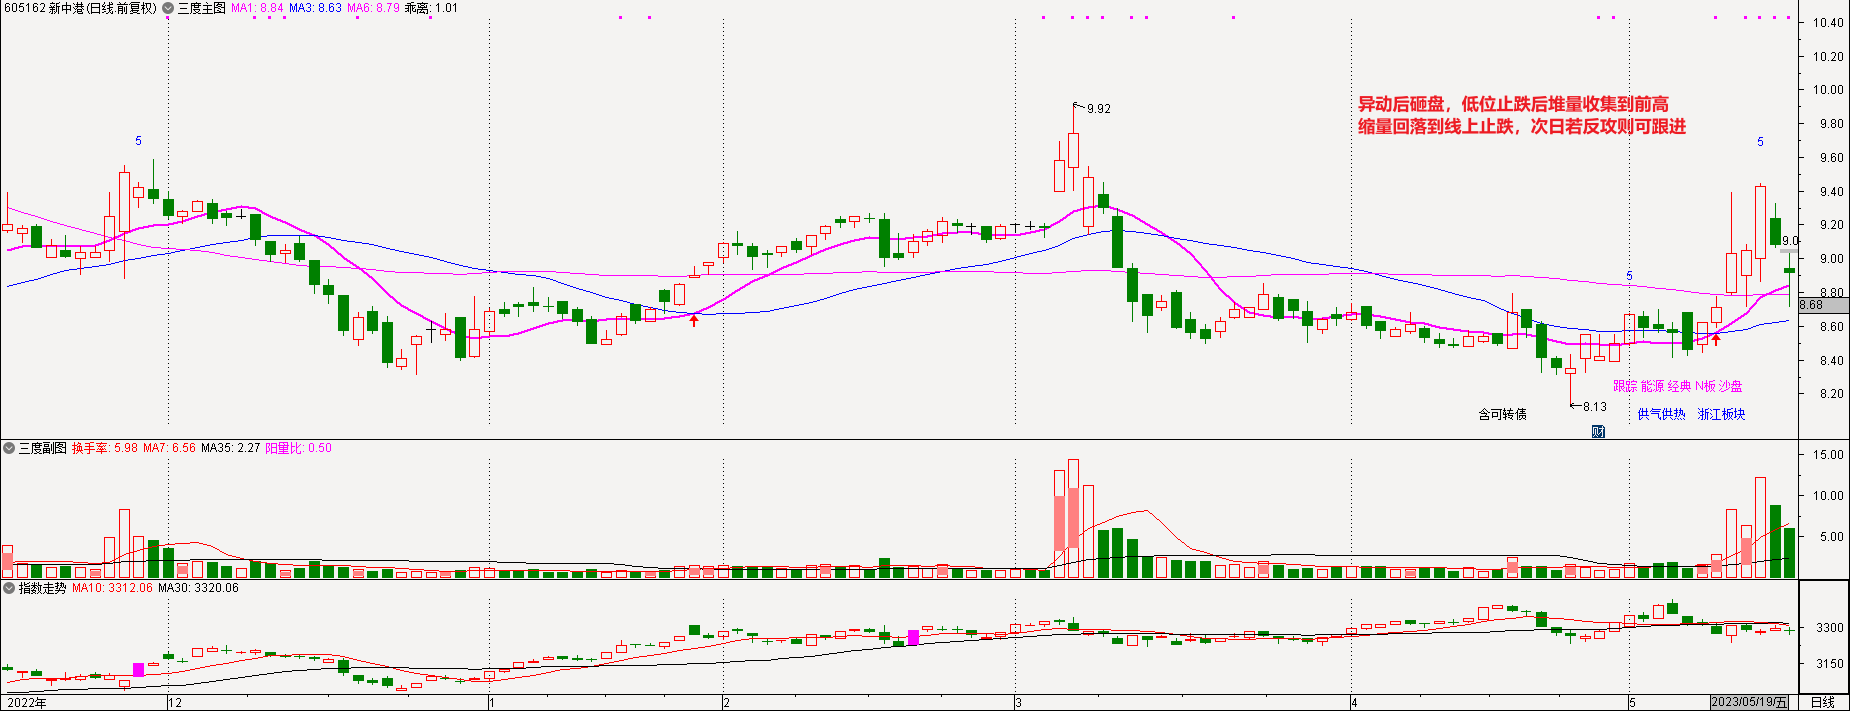 605162 新中港(日线.前复权) 三度主图 MA1: 8.84 MA3: 8.63 MA6: 8.79 乖离: 1.01
10.40
10.20
10.00
异动后砸盘，低位止跌后堆量收集到前高
9.92
缩量回落到线上止跌，次日若反攻则可跟进
9.80
5
5
9.60
9.40
9.20
9.0
9.00
5
8.80
8.68
8.60
8.40
跟踪 能源 经典 N板 沙盘
8.20
8.13
含可转债
供气供热 浙江板块
财
三度副图 换手率: 5.98 MA7: 6.56 MA35: 2.27 阳量比: 0.50
15.00
10.00
5.00
指数走势 MA10: 3312.06 MA30: 3320.06
3300
3150
2022年 12 1 2 3 4 5 2023/05/19/五 日线